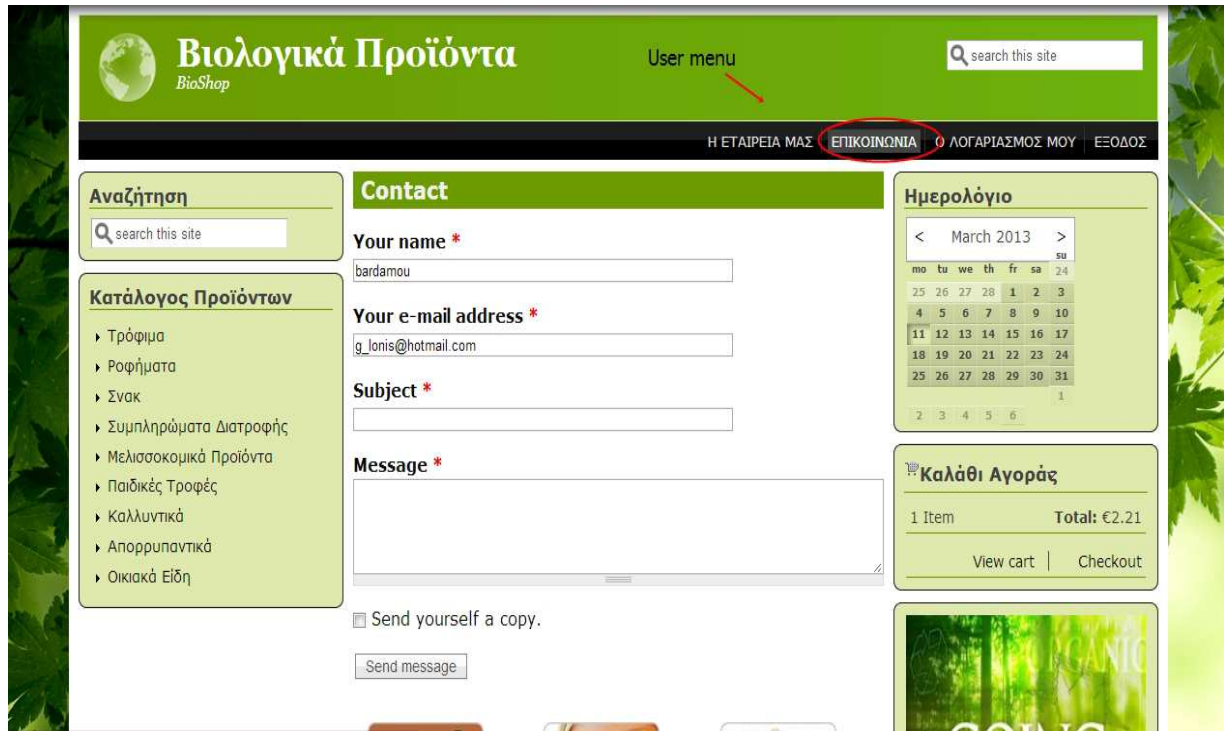 Βιολογικά Προϊόντα
BioShop
User menu
search this site
Η ΕΤΑΙΡΕΙΑ ΜΑΣ ΕΠΙΚΟΙΝΩΝΙΑ Ο ΛΟΓΑΡΙΑΣΜΟΣ ΜΟΥ ΕΞΟΔΟΣ
Αναζήτηση
search this site
Κατάλογος Προϊόντων
Τρόφιμα
Ροφήματα
Σνακ
Συμπληρώματα Διατροφής
Μελισσοκομικά Προϊόντα
Παιδικές Τροφές
Καλλυντικά
Απορρυπαντικά
Οικιακά Είδη
Contact
Your name *
bardamou
Your e-mail address *
g_lonis@hotmail.com
Subject *
Message *
Send yourself a copy.
Send message
Ημερολόγιο
< March 2013 >
mo tu we th fr sa su
24
25 26 27 28 1 2 3
4 5 6 7 8 9 10
11 12 13 14 15 16 17
18 19 20 21 22 23 24
25 26 27 28 29 30 31
1
2 3 4 5 6
Καλάθι Αγοράς
1 Item Total: €2.21
View cart | Checkout
ORGANIC
GOING